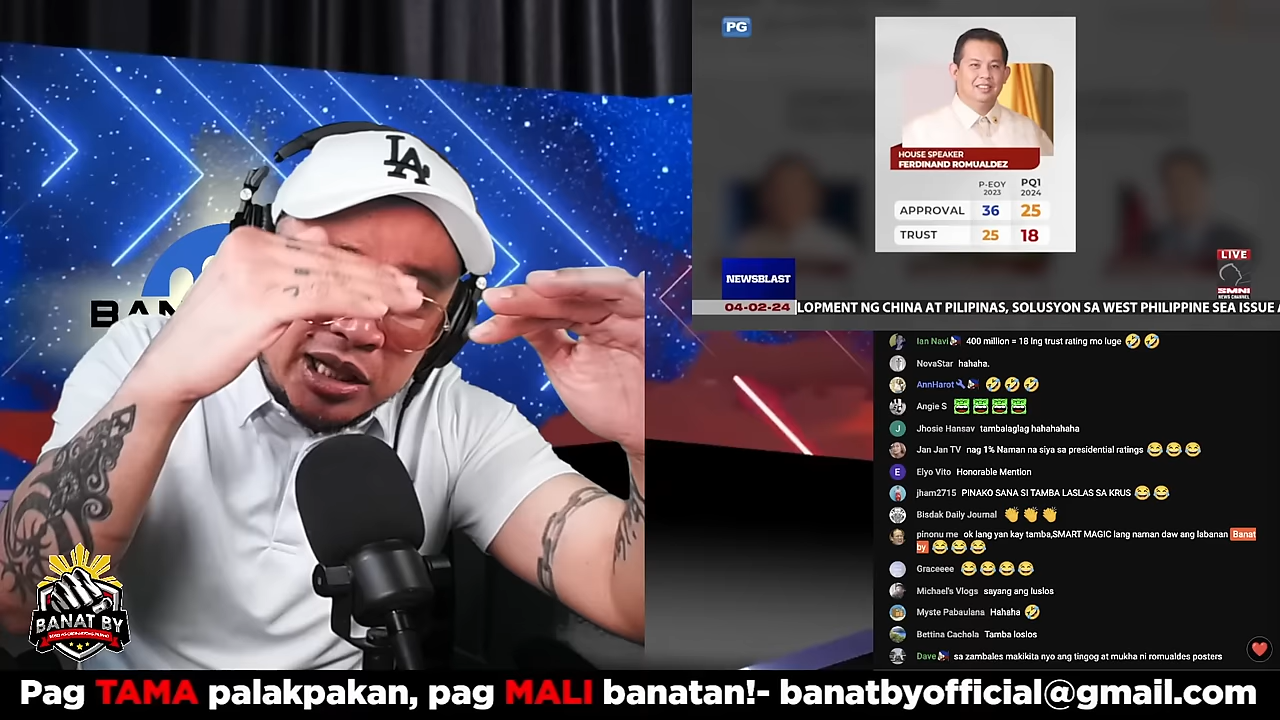 PG
HOUSE SPEAKER
FERDINAND ROMUALDEZ
P-EOY 2023
PQ1 2024
APPROVAL 36 25
TRUST 25 18
NEWSBLAST
LIVE
SMNI
NEWS CHANNEL
04-02-24 LOPMENT NG CHINA AT PILIPINAS, SOLUSYON SA WEST PHILIPPINE SEA ISSUE
LA
BAN
Ian Navi 400 million = 18 lng trust rating mo luge
NovaStar hahaha.
AnnHarot
Angie S
J Jhosie Hansav tambalaglag hahahahaha
Jan Jan TV nag 1% Naman na siya sa presidential ratings
E Elyo Vito Honorable Mention
jham2715 PINAKO SANA SI TAMBA LASLAS SA KRUS
Bisdak Daily Journal
pinonu me ok lang yan kay tamba,SMART MAGIC lang naman daw ang labanan Banat
by
Graceeee
Michael's Vlogs sayang ang luslos
Myste Pabaulana Hahaha
Bettina Cachola Tamba loslos
Dave sa zambales makikita nyo ang tingog at mukha ni romualdes posters
BANAT BY
Pag TAMA palakpakan, pag MALI banatan!- banatbyofficial@gmail.com